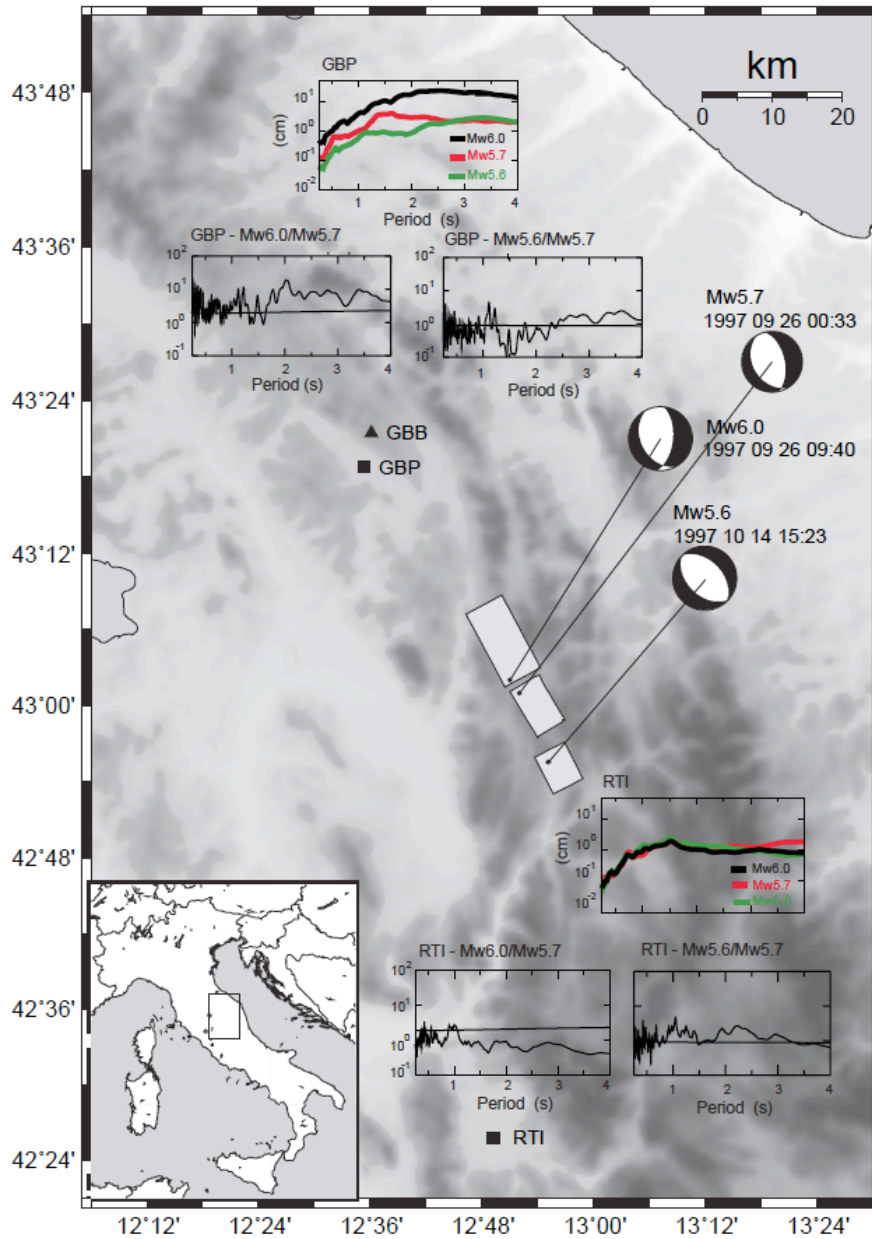 GBP
km
0 10 20
43°48'
10¹
10⁰
10⁻¹
10⁻²
(cm)
Mw6.0
Mw5.7
Mw5.6
1 2 3 4
Period (s)
43°36'
GBP - Mw6.0/Mw5.7
10²
10¹
10⁰
10⁻¹
1 2 3 4
Period (s)
GBP - Mw5.6/Mw5.7
10²
10¹
10⁰
10⁻¹
1 2 3 4
Period (s)
Mw5.7
1997 09 26 00:33
43°24'
GBB
GBP
Mw6.0
1997 09 26 09:40
Mw5.6
1997 10 14 15:23
43°12'
43°00'
RTI
10¹
10⁰
10⁻¹
10⁻²
(cm)
Mw6.0
Mw5.7
Mw5.6
42°48'
RTI - Mw6.0/Mw5.7
10²
10¹
10⁰
10⁻¹
1 2 3 4
Period (s)
RTI - Mw5.6/Mw5.7
1 2 3 4
Period (s)
42°36'
RTI
42°24'
12°12' 12°24' 12°36' 12°48' 13°00' 13°12' 13°24'